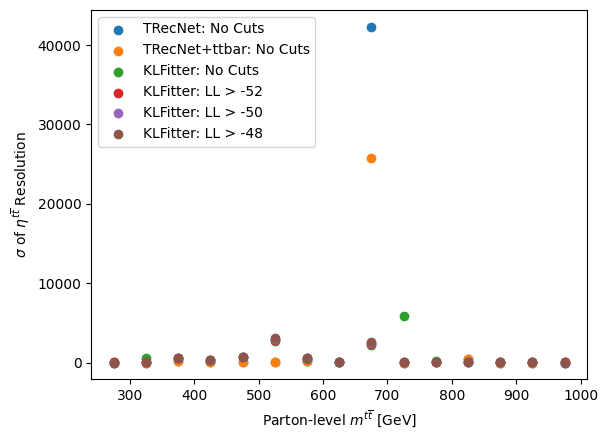 TRecNet: No Cuts
TRecNet+ttbar: No Cuts
KLFitter: No Cuts
KLFitter: LL > -52
KLFitter: LL > -50
KLFitter: LL > -48
40000
30000
20000
10000
0
σ of η^{tt̅} Resolution
300 400 500 600 700 800 900 1000
Parton-level m^{tt̅} [GeV]